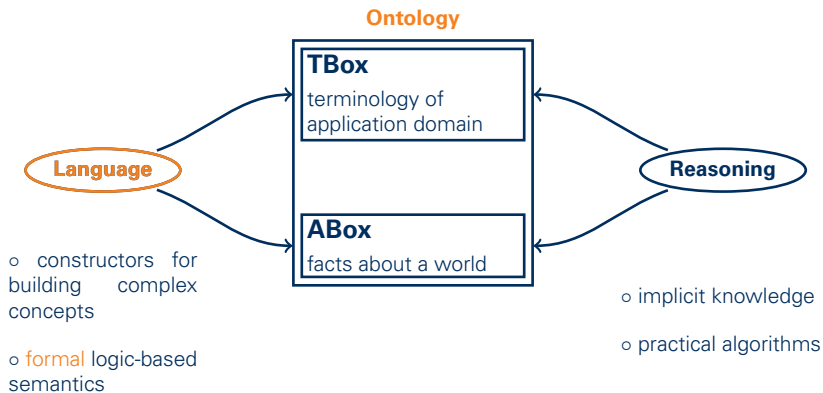 Ontology
TBox
terminology of
application domain
Language
Reasoning
ABox
facts about a world
○ constructors for
building complex
concepts
○ formal logic-based
semantics
○ implicit knowledge
○ practical algorithms